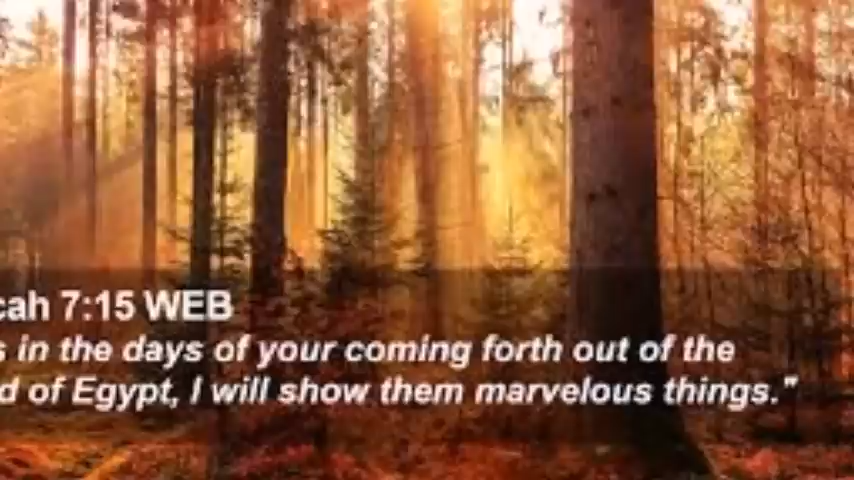 cah 7:15 WEB
s in the days of your coming forth out of the
d of Egypt, I will show them marvelous things."